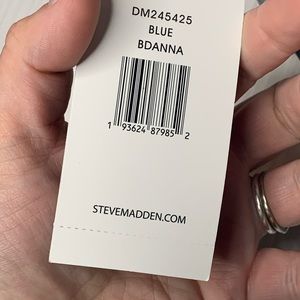 DM245425
BLUE
BDANNA
1 93624 87985 2
STEVEMADDEN.COM